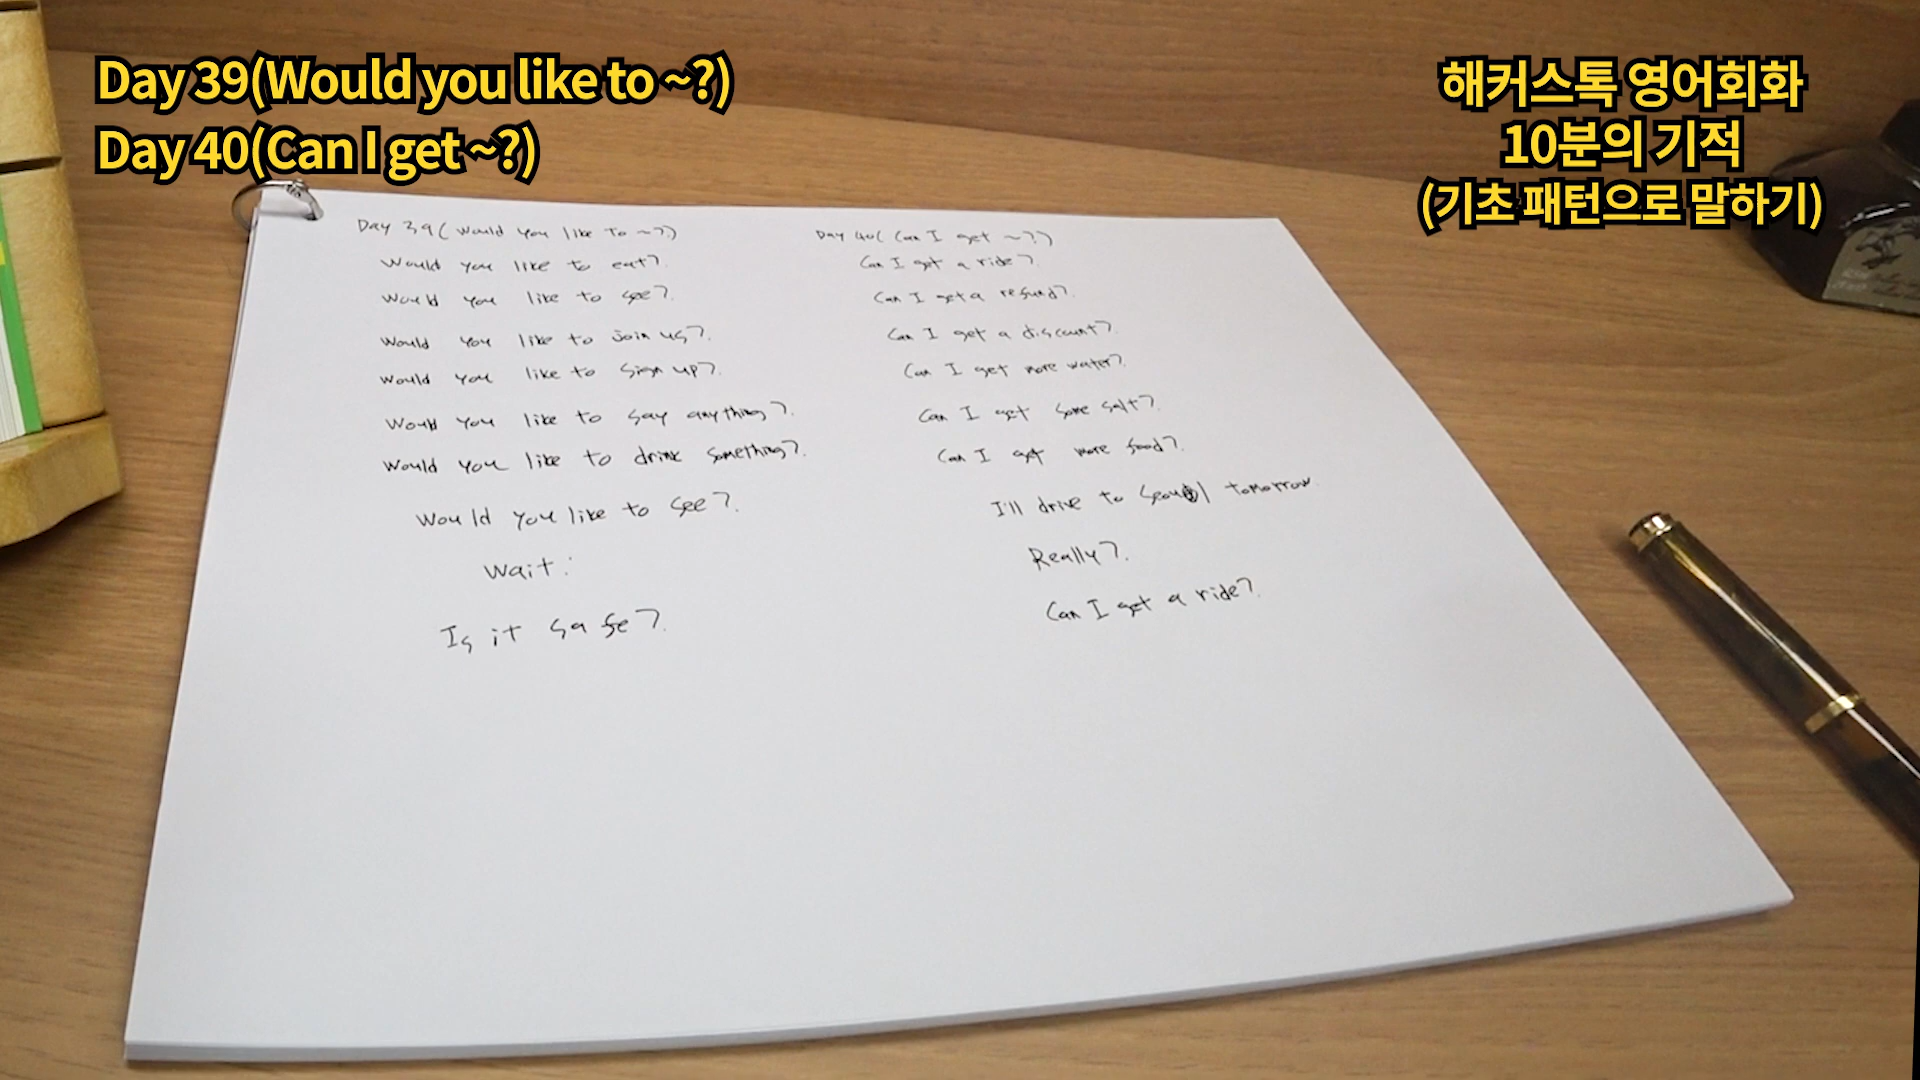 Day 39(Would you like to ~?)
Day 40(Can I get ~?)
해커스톡 영어회화
10분의 기적
(기초 패턴으로 말하기)
Day 39( Would you like to ~?)
Would you like to eat?
Would you like to see?
Would you like to join us?
Would you like to sign up?
Would you like to say anything?
Would you like to drink something?
Would you like to see?
Wait.
Is it safe?
Day 40( Can I get ~?)
Can I get a ride?
Can I get a refund?
Can I get a discount?
Can I get more water?
Can I get some salt?
Can I get more food?
I'll drive to Seoul tomorrow.
Really?
Can I get a ride?